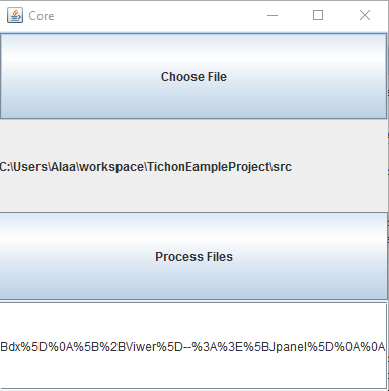 Core
Choose File
C:\Users\Alaa\workspace\TichonEampleProject\src
Process Files
Bdx%5D%0A%5B%2BViwer%5D--%3A%3E%5BJpanel%5D%0A%0A